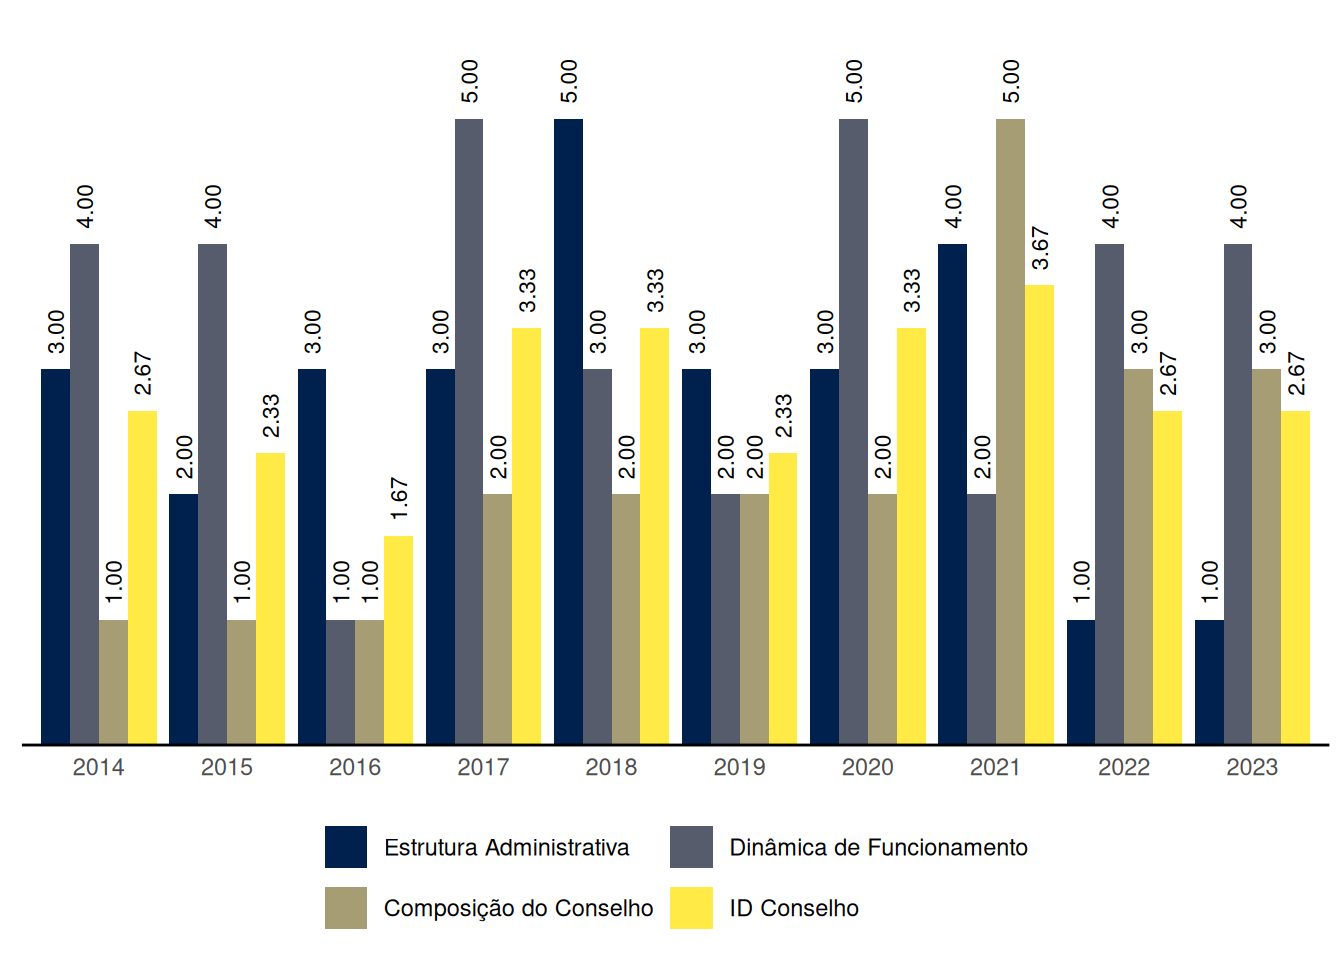 3.00 4.00 1.00 2.67 2.00 4.00 1.00 2.33 3.00 1.00 1.00 1.67 3.00 5.00 2.00 3.33 5.00 3.00 2.00 3.33 3.00 2.00 2.00 2.33 3.00 5.00 2.00 3.33 4.00 2.00 5.00 3.67 1.00 4.00 3.00 2.67 1.00 4.00 3.00 2.67
2014 2015 2016 2017 2018 2019 2020 2021 2022 2023
Estrutura Administrativa Dinâmica de Funcionamento
Composição do Conselho ID Conselho